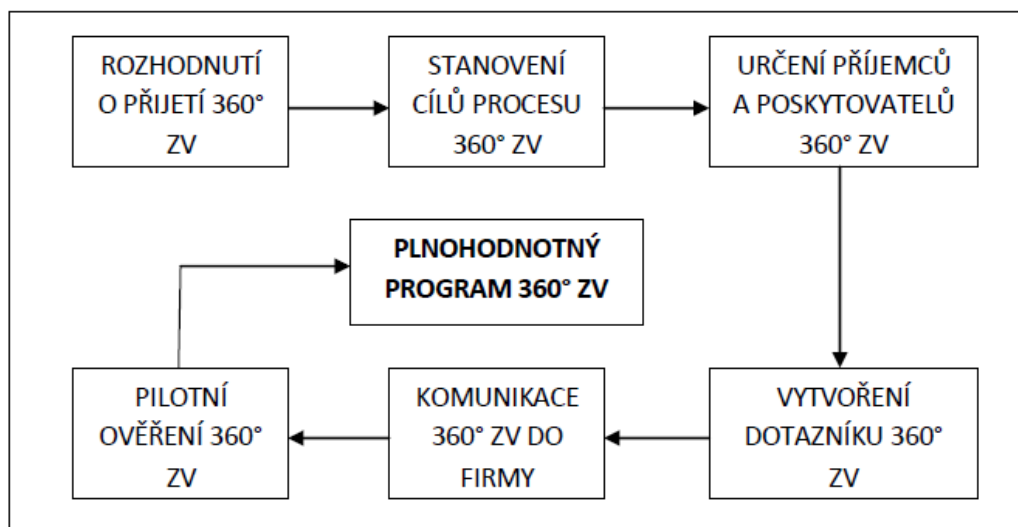 ROZHODNUTÍ
O PŘIJETÍ 360°
ZV
STANOVENÍ
CÍLŮ PROCESU
360° ZV
URČENÍ PŘÍJEMCŮ
A POSKYTOVATELŮ
360° ZV
PLNOHODNOTNÝ
PROGRAM 360° ZV
PILOTNÍ
OVĚŘENÍ 360°
ZV
KOMUNIKACE
360° ZV DO
FIRMY
VYTVOŘENÍ
DOTAZNÍKU 360°
ZV